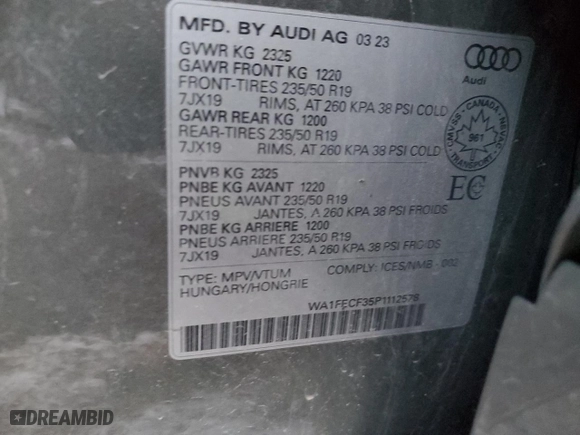 MFD. BY AUDI AG 03 23
GVWR KG 2325
GAWR FRONT KG 1220
FRONT-TIRES 235/50 R19
7JX19 RIMS, AT 260 KPA 38 PSI COLD
GAWR REAR KG 1200
REAR-TIRES 235/50 R19
7JX19 RIMS, AT 260 KPA 38 PSI COLD
Audi
CMVSS - CANADA - NSVAC
961
TRANSPORT
EC
PNVB KG 2325
PNBE KG AVANT 1220
PNEUS AVANT 235/50 R19
7JX19 JANTES, A 260 KPA 38 PSI FROIDS
PNBE KG ARRIERE 1200
PNEUS ARRIERE 235/50 R19
7JX19 JANTES, A 260 KPA 38 PSI FROIDS
TYPE: MPV/VTUM COMPLY: ICES/NMB - 002
HUNGARY/HONGRIE
WA1FECF35P1112578
DREAMBID